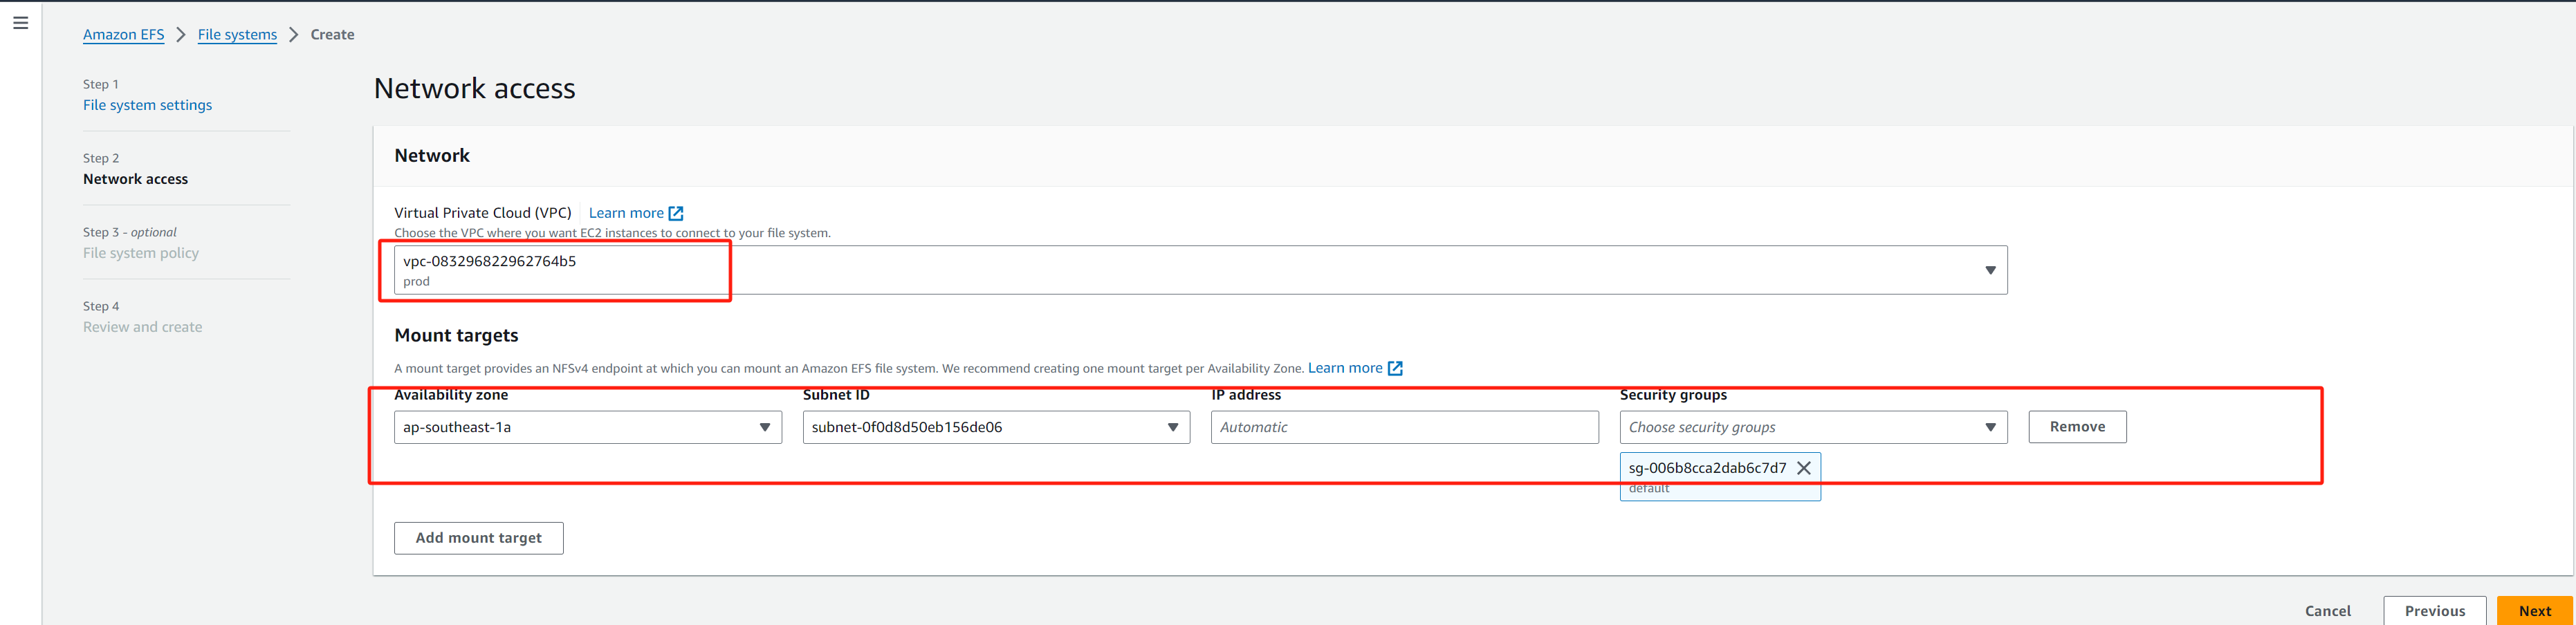 Amazon EFS > File systems > Create
Step 1
File system settings
Step 2
Network access
Step 3 - optional
File system policy
Step 4
Review and create
Network access
Network
Virtual Private Cloud (VPC) Learn more
Choose the VPC where you want EC2 instances to connect to your file system.
vpc-083296822962764b5
prod
Mount targets
A mount target provides an NFSv4 endpoint at which you can mount an Amazon EFS file system. We recommend creating one mount target per Availability Zone. Learn more
Availability zone Subnet ID IP address Security groups
ap-southeast-1a subnet-0f0d8d50eb156de06 Automatic Choose security groups Remove
sg-006b8cca2dab6c7d7
default
Add mount target
Cancel Previous Next